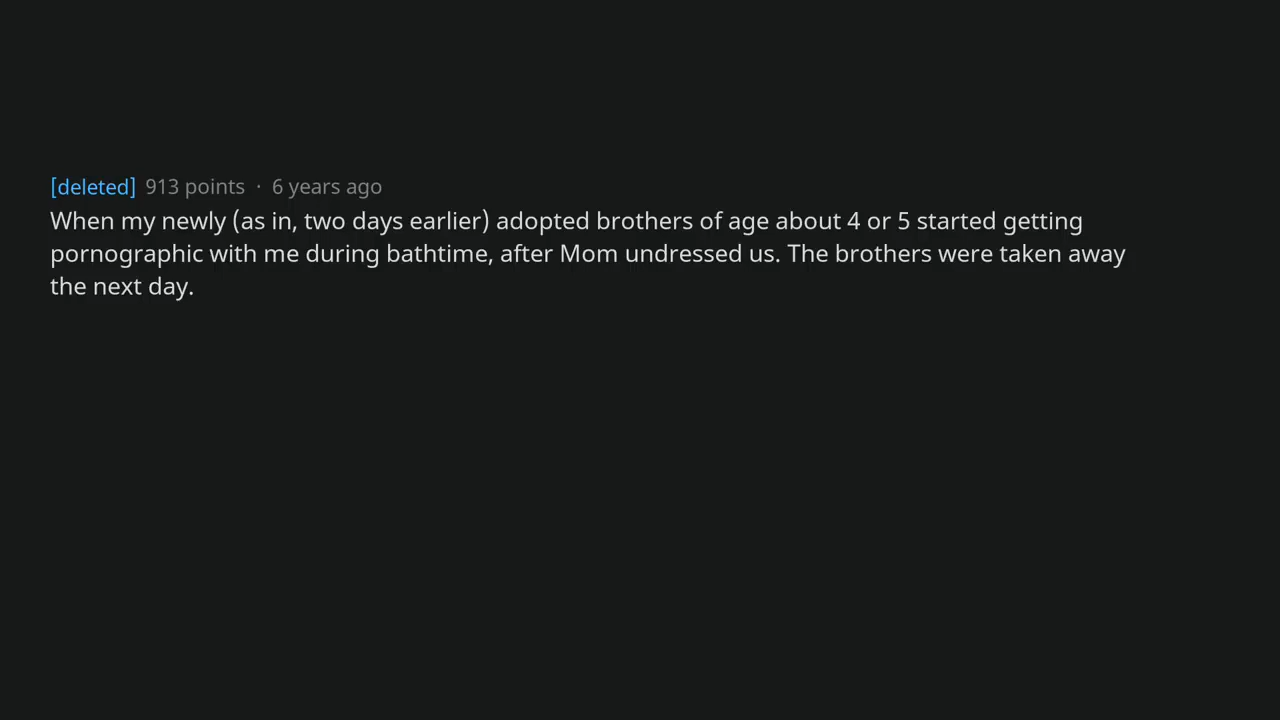 [deleted] 913 points · 6 years ago
When my newly (as in, two days earlier) adopted brothers of age about 4 or 5 started getting
pornographic with me during bathtime, after Mom undressed us. The brothers were taken away
the next day.